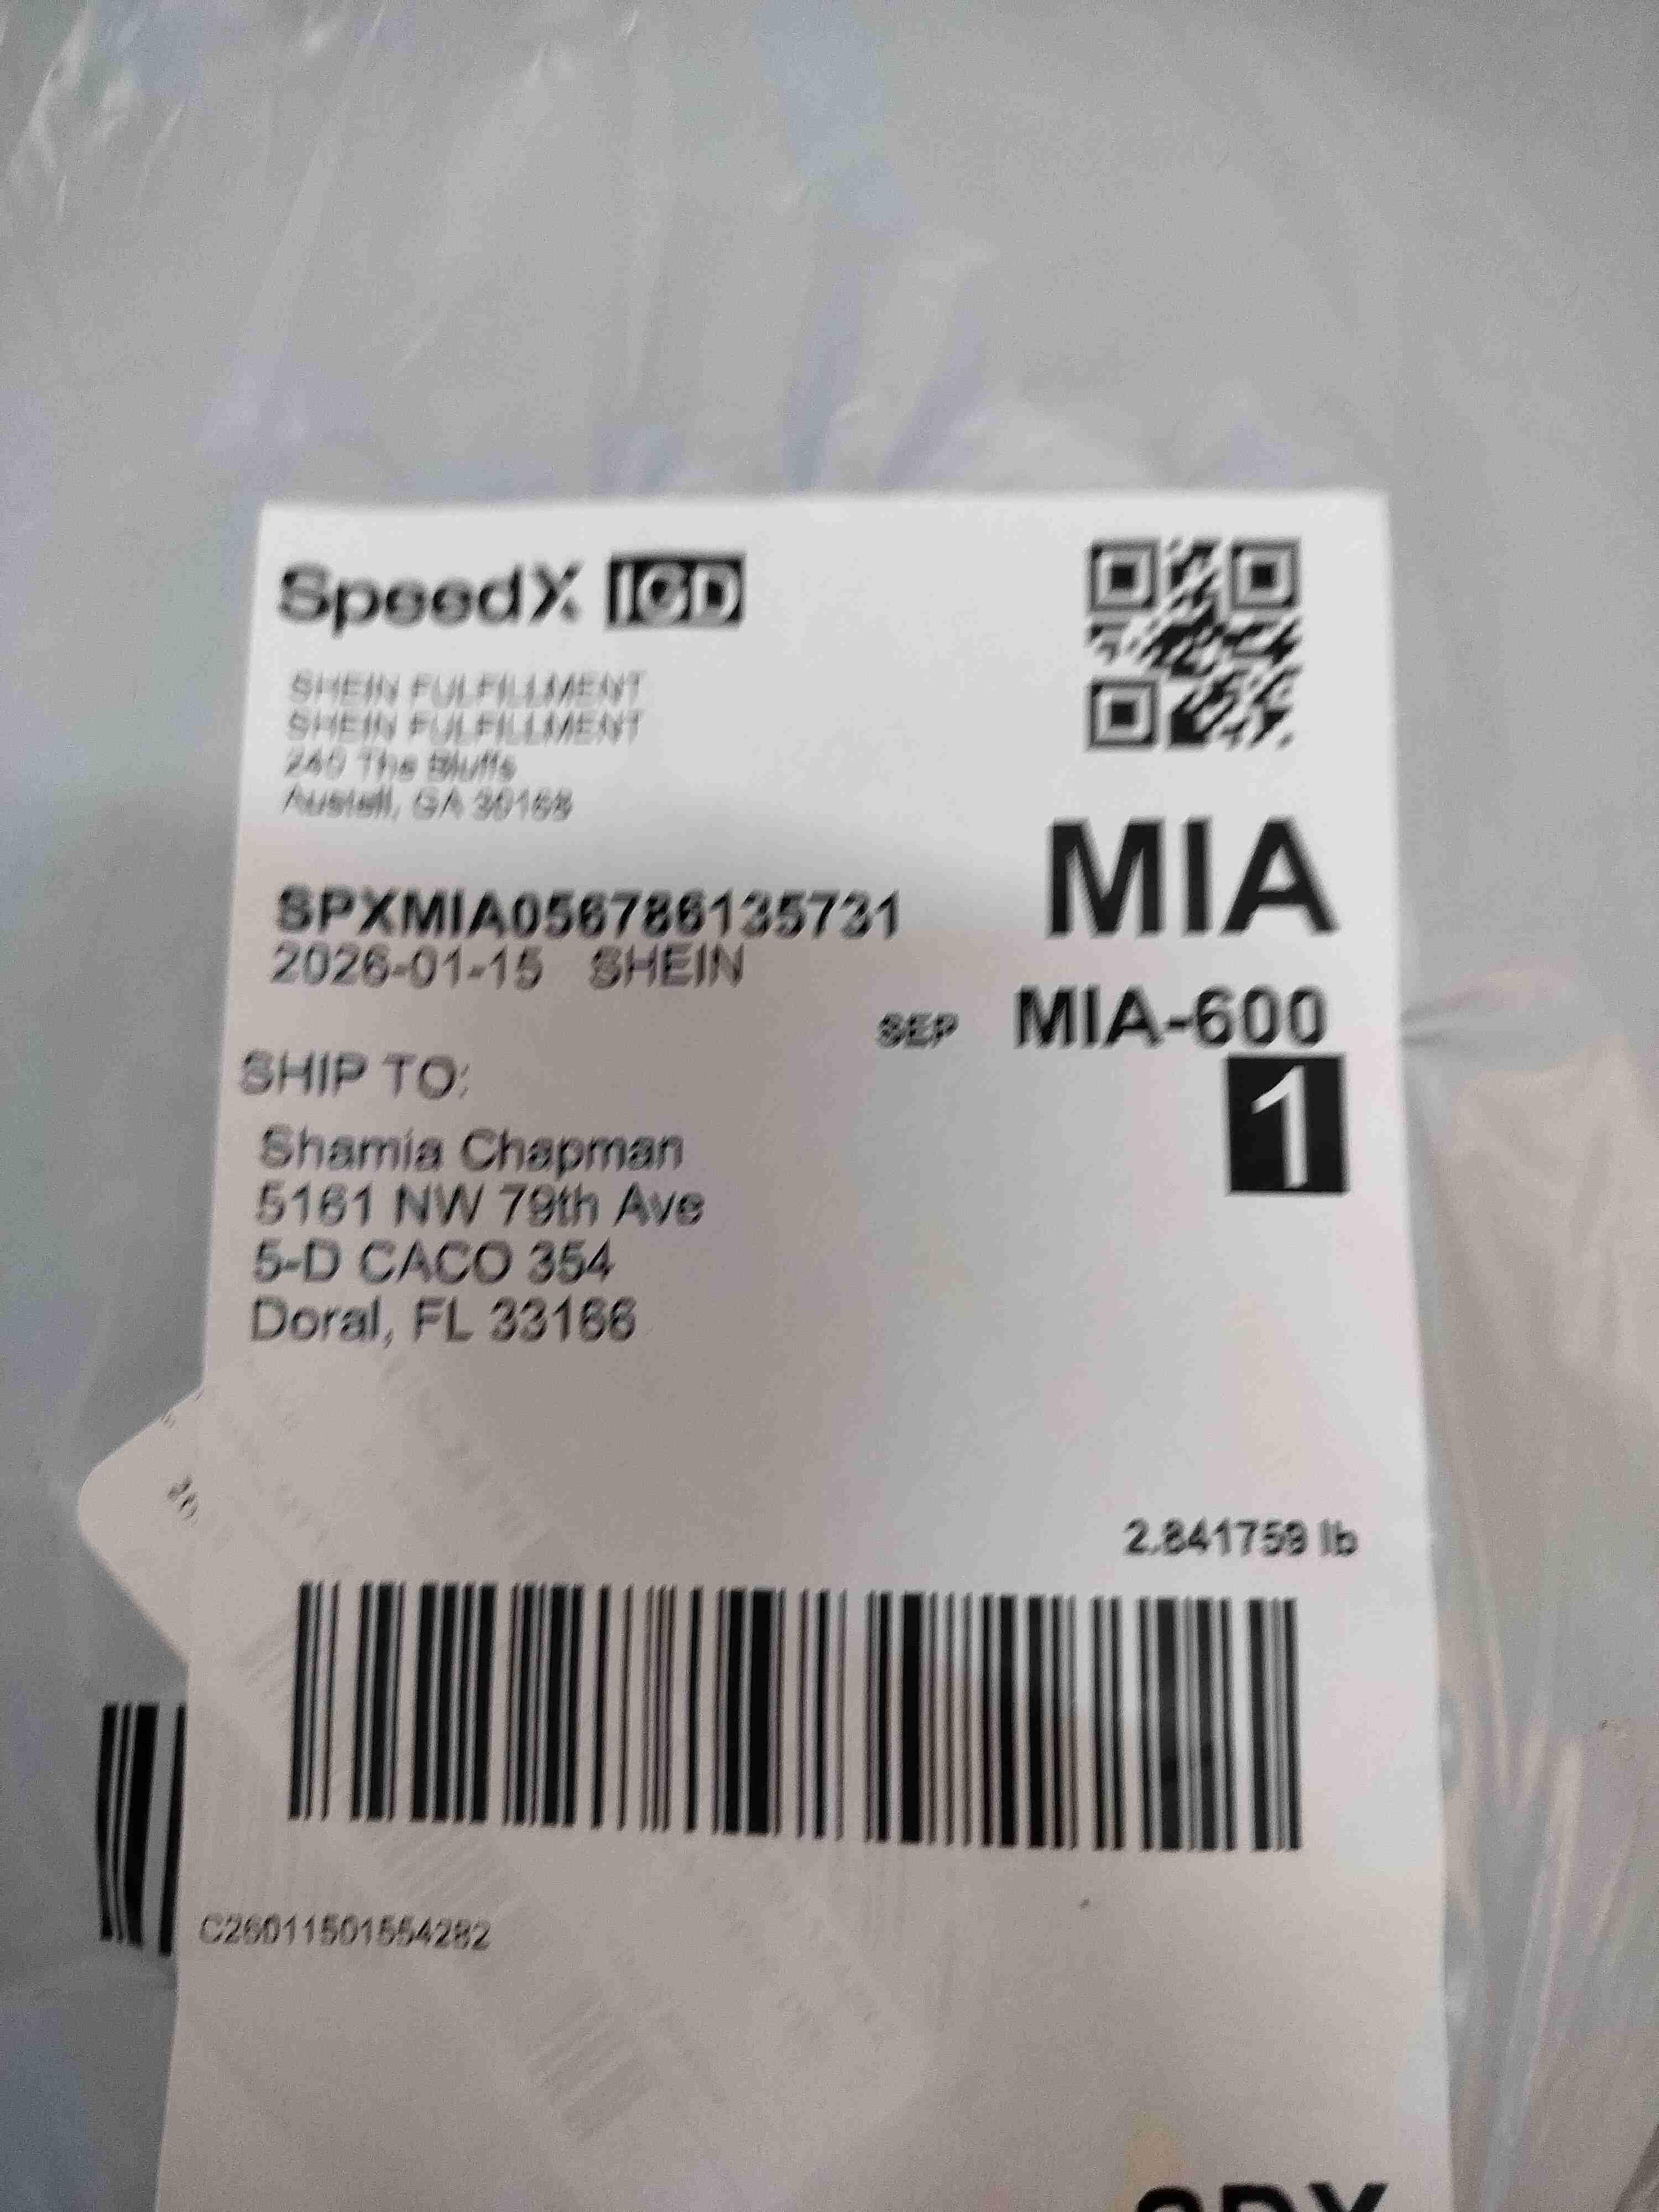 SpeedX IGD
SHEIN FULFILLMENT
SHEIN FULFILLMENT
240 The Bluffs
Austell, GA 30168
SPXMIA056786135731
2026-01-15 SHEIN
MIA
SEP MIA-600
1
SHIP TO:
Shamia Chapman
5161 NW 79th Ave
5-D CACO 354
Doral, FL 33166
2.841759 lb
C26011501554282